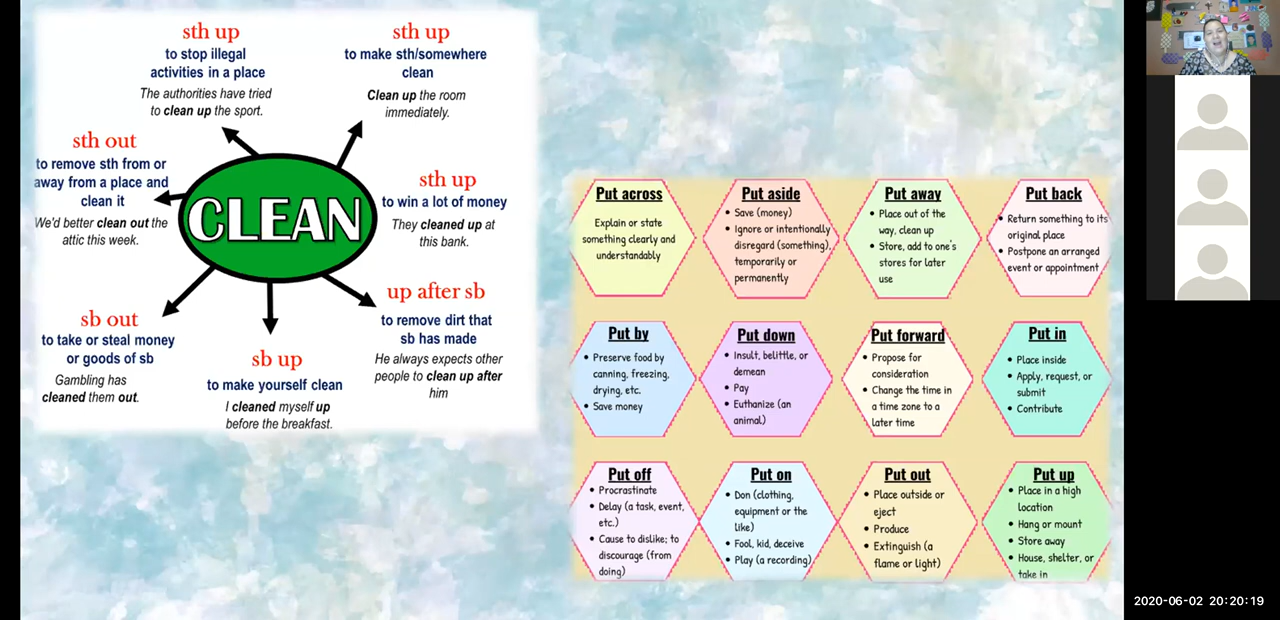 sth up
to stop illegal
activities in a place
The authorities have tried
to clean up the sport.
sth up
to make sth/somewhere
clean
Clean up the room
immediately.
sth out
to remove sth from or
away from a place and
clean it
We'd better clean out the
attic this week.
CLEAN
sth up
to win a lot of money
They cleaned up at
this bank.
sb out
to take or steal money
or goods of sb
Gambling has
cleaned them out.
sb up
to make yourself clean
I cleaned myself up
before the breakfast.
up after sb
to remove dirt that
sb has made
He always expects other
people to clean up after
him
Put across
Explain or state
something clearly and
understandably
Put aside
• Save (money)
• Ignore or intentionally
disregard (something),
temporarily or
permanently
Put away
• Place out of the
way, clean up
• Store, add to one's
stores for later
use
Put back
• Return something to its
original place
• Postpone an arranged
event or appointment
Put by
• Preserve food by
canning, freezing,
drying, etc.
• Save money
Put down
• Insult, belittle, or
demean
• Pay
• Euthanize (an
animal)
Put forward
• Propose for
consideration
• Change the time in
a time zone to a
later time
Put in
• Place inside
• Apply, request, or
submit
• Contribute
Put off
• Procrastinate
• Delay (a task, event,
etc.)
• Cause to dislike; to
discourage (from
doing)
Put on
• Don (clothing,
equipment or the
like)
• Fool, kid, deceive
• Play (a recording)
Put out
• Place outside or
eject
• Produce
• Extinguish (a
flame or light)
Put up
• Place in a high
location
• Hang or mount
• Store away
• House, shelter, or
take in
2020-06-02 20:20:19